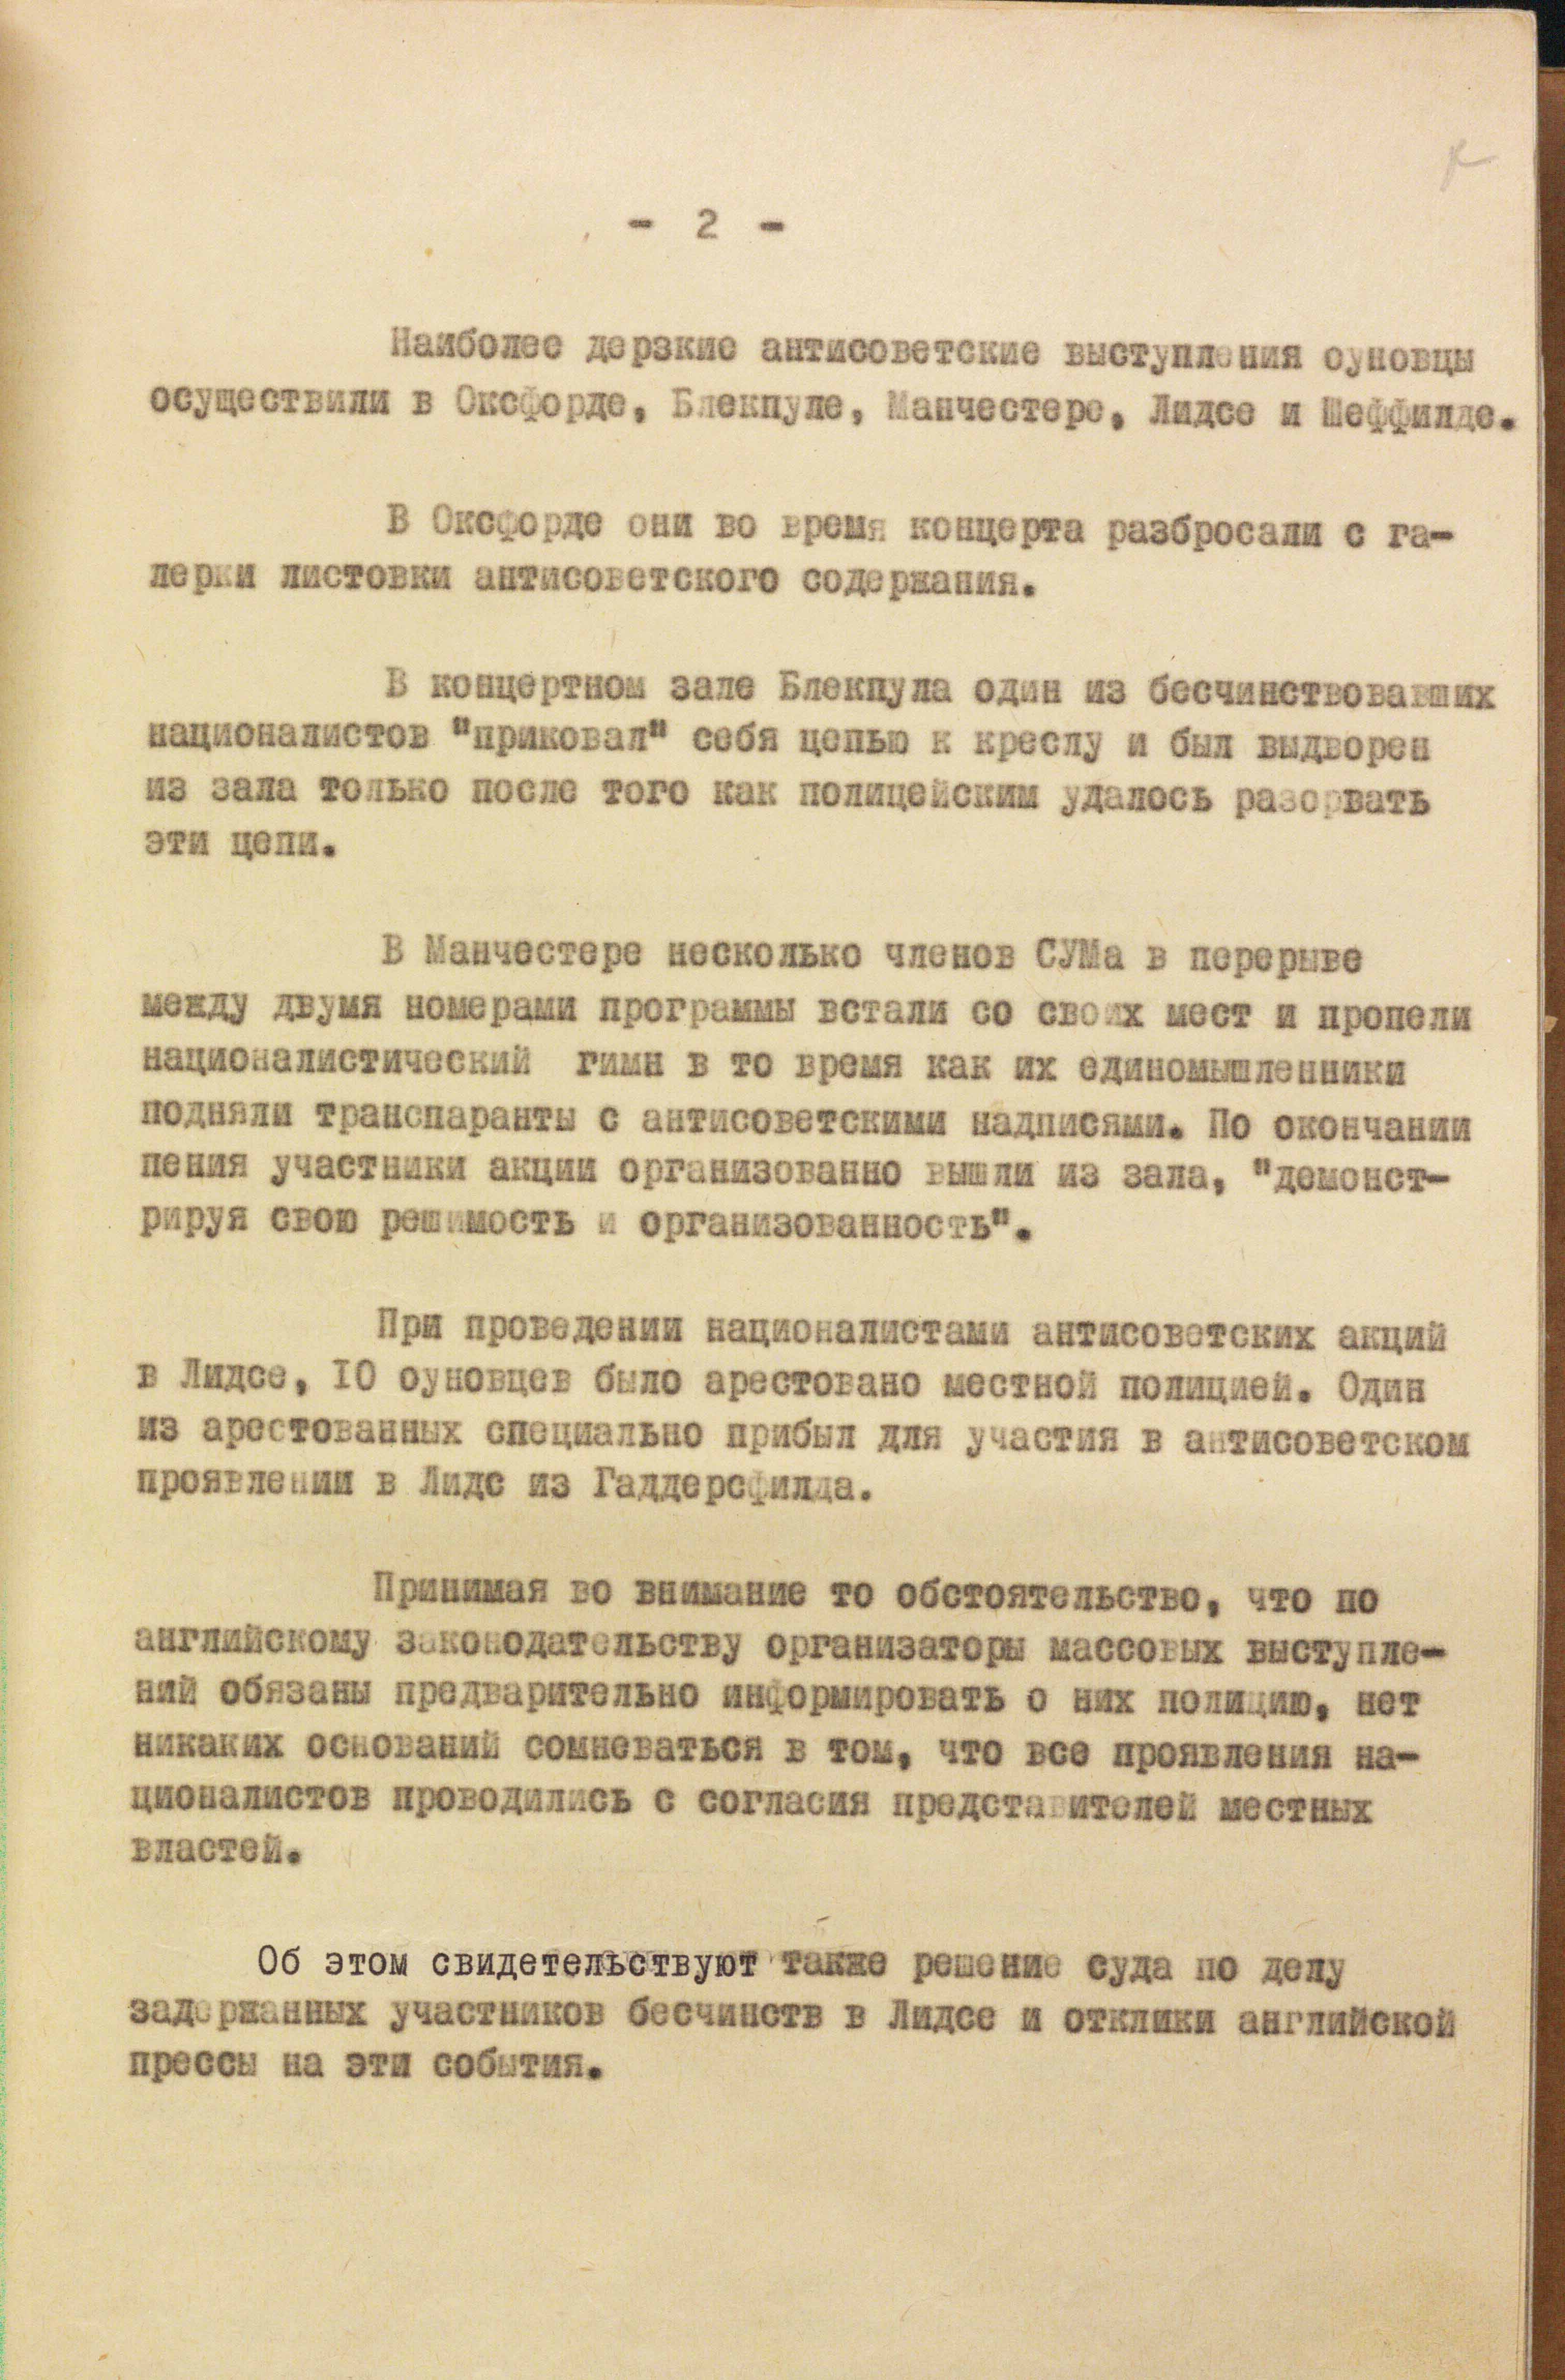 - 2 -
Наиболее дерзкие антисоветские выступления оуновцы
осуществили в Оксфорде, Блекпуле, Манчестере, Лидсе и Шеффилде.
В Оксфорде они во время концерта разбросали с га-
лерки листовки антисоветского содержания.
В концертном зале Блекпула один из бесчинствовавших
националистов "приковал" себя цепью к креслу и был выдворен
из зала только после того как полицейским удалось разорвать
эти цепи.
В Манчестере несколько членов СУМа в перерыве
между двумя номерами программы встали со своих мест и пропели
националистический гимн в то время как их единомышленники
подняли транспаранты с антисоветскими надписями. По окончании
пения участники акции организованно вышли из зала, "демонст-
рируя свою решимость и организованность".
При проведении националистами антисоветских акций
в Лидсе, 10 оуновцев было арестовано местной полицией. Один
из арестованных специально прибыл для участия в антисоветском
проявлении в Лидс из Гаддерсфилда.
Принимая во внимание то обстоятельство, что по
английскому законодательству организаторы массовых выступле-
ний обязаны предварительно информировать о них полицию, нет
никаких оснований сомневаться в том, что все проявления на-
ционалистов проводились с согласия представителей местных
властей.
Об этом свидетельствуют также решение суда по делу
задержанных участников бесчинств в Лидсе и отклики английской
прессы на эти события.